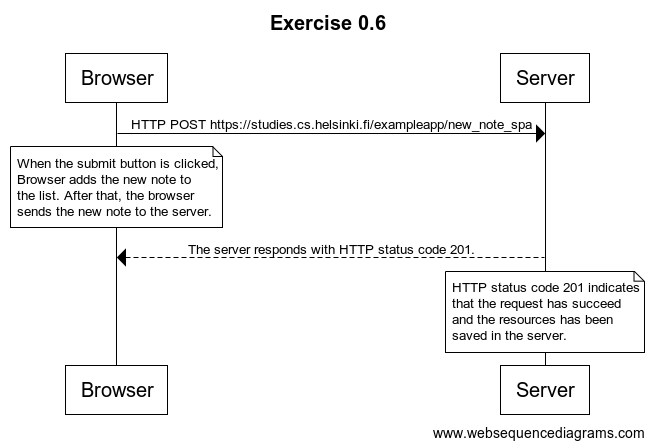 Exercise 0.6
Browser
Server
HTTP POST https://studies.cs.helsinki.fi/exampleapp/new_note_spa
When the submit button is clicked,
Browser adds the new note to
the list. After that, the browser
sends the new note to the server.
The server responds with HTTP status code 201.
HTTP status code 201 indicates
that the request has succeed
and the resources has been
saved in the server.
Browser
Server
www.websequencediagrams.com